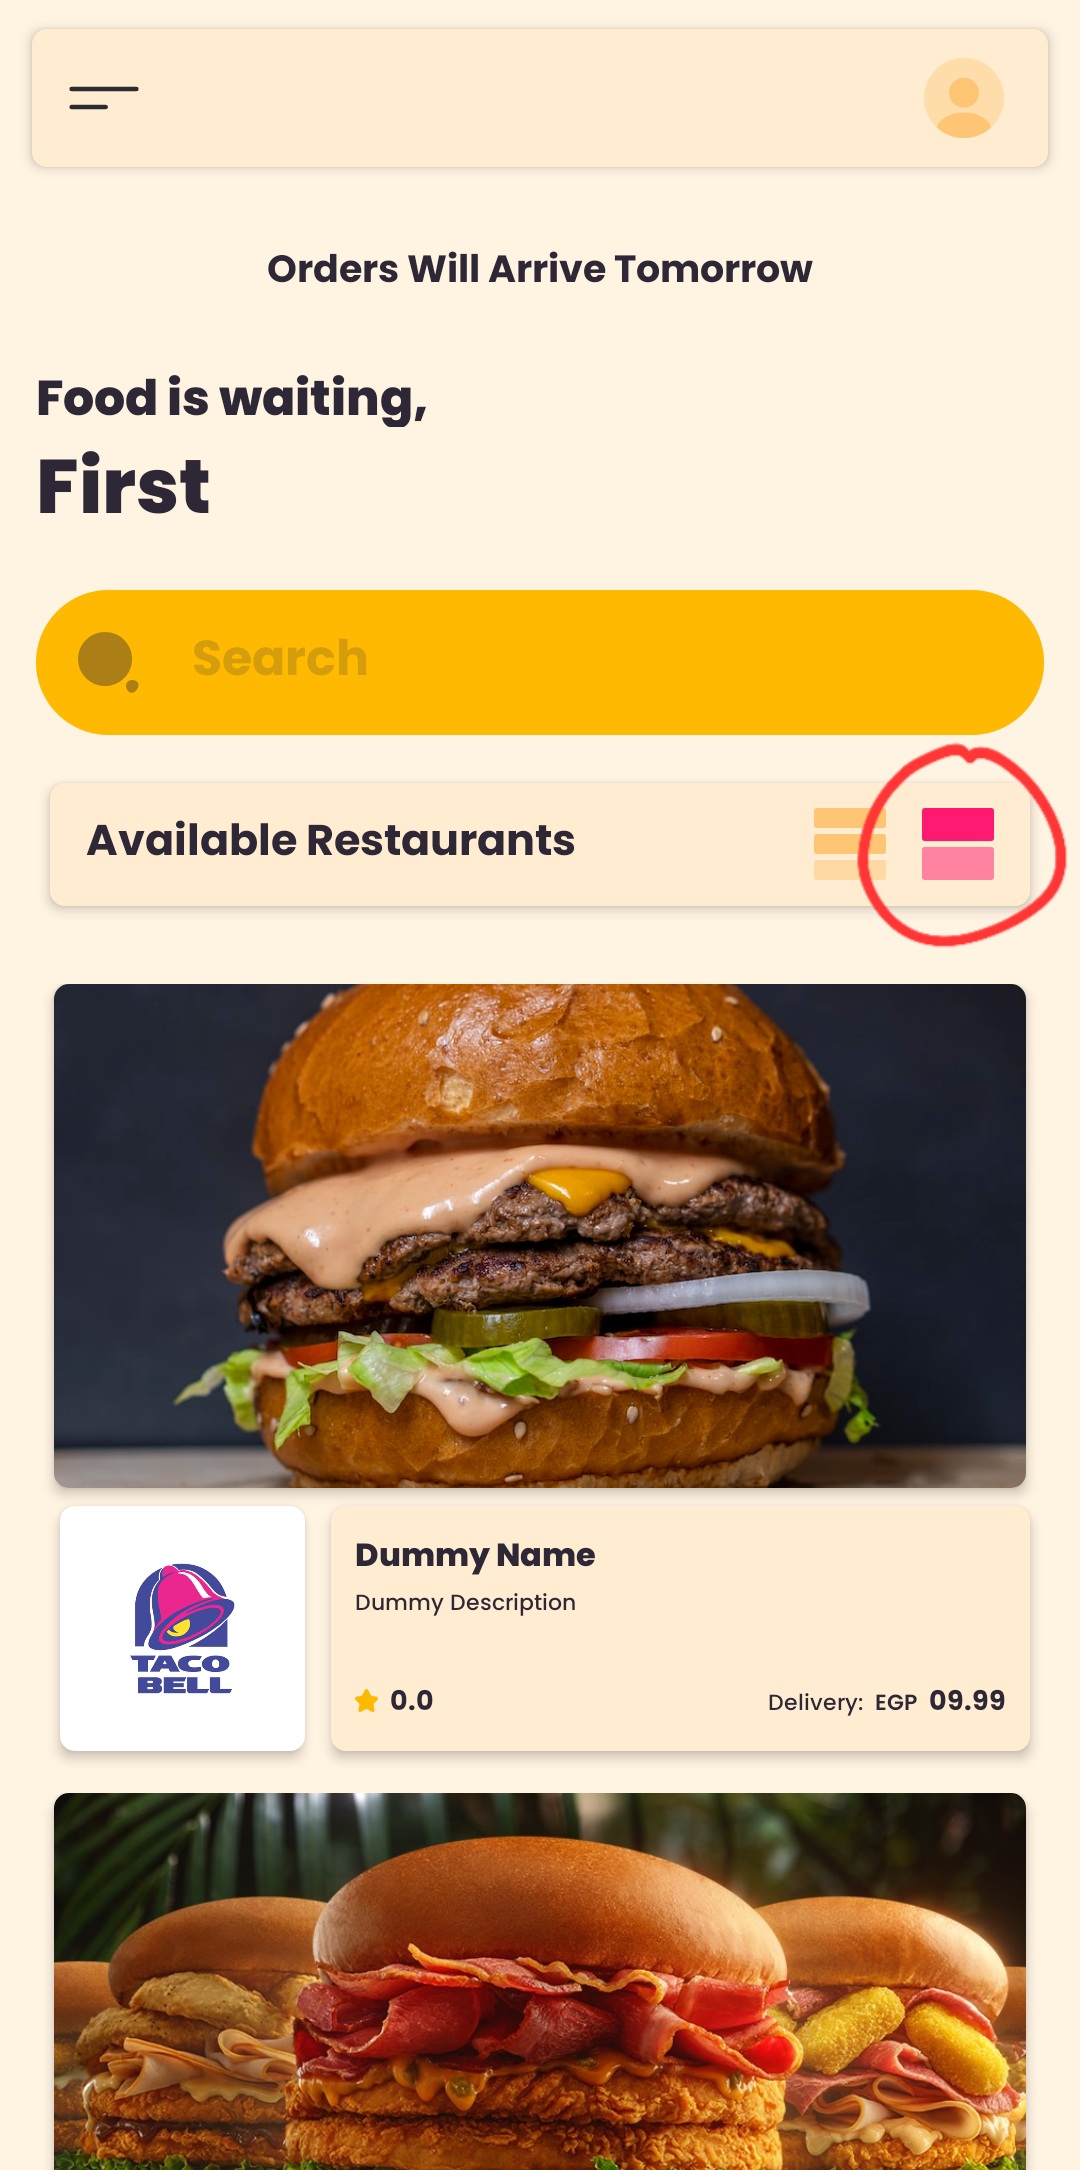 Orders Will Arrive Tomorrow
Food is waiting,
First
Search
Available Restaurants
TACO
BELL
Dummy Name
Dummy Description
0.0
Delivery: EGP 09.99